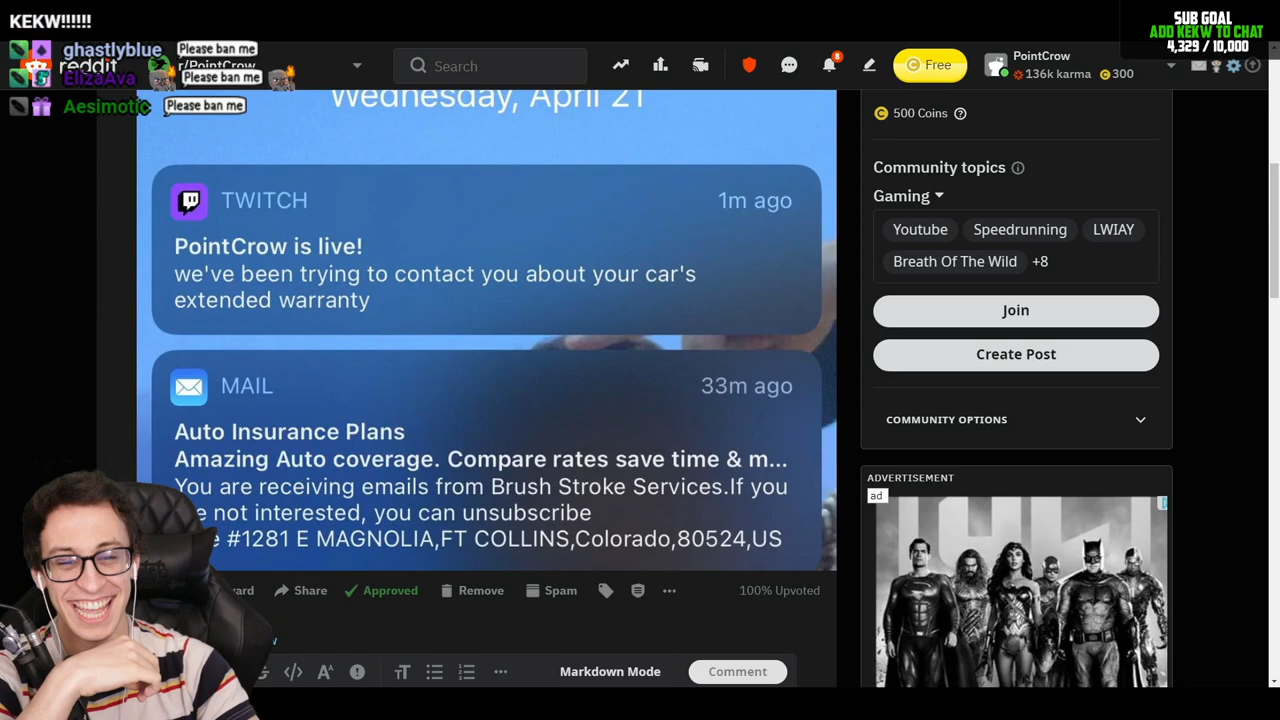 KEKW!!!!!!
SUB GOAL
ADD KEKW TO CHAT
4,329 / 10,000
ghastlyblue Please ban me
ElizaAva Please ban me
Aesimotic Please ban me
reddit
r/PointCrow
Search
8
Free
PointCrow
136k karma 300
Wednesday, April 21
TWITCH 1m ago
PointCrow is live!
we've been trying to contact you about your car's
extended warranty
MAIL 33m ago
Auto Insurance Plans
Amazing Auto coverage. Compare rates save time & m...
You are receiving emails from Brush Stroke Services.If you
not interested, you can unsubscribe
#1281 E MAGNOLIA,FT COLLINS,Colorado,80524,US
Share Approved Remove Spam 100% Upvoted
Markdown Mode Comment
500 Coins
Community topics
Gaming
Youtube Speedrunning LWIAY
Breath Of The Wild +8
Join
Create Post
COMMUNITY OPTIONS
ADVERTISEMENT
ad